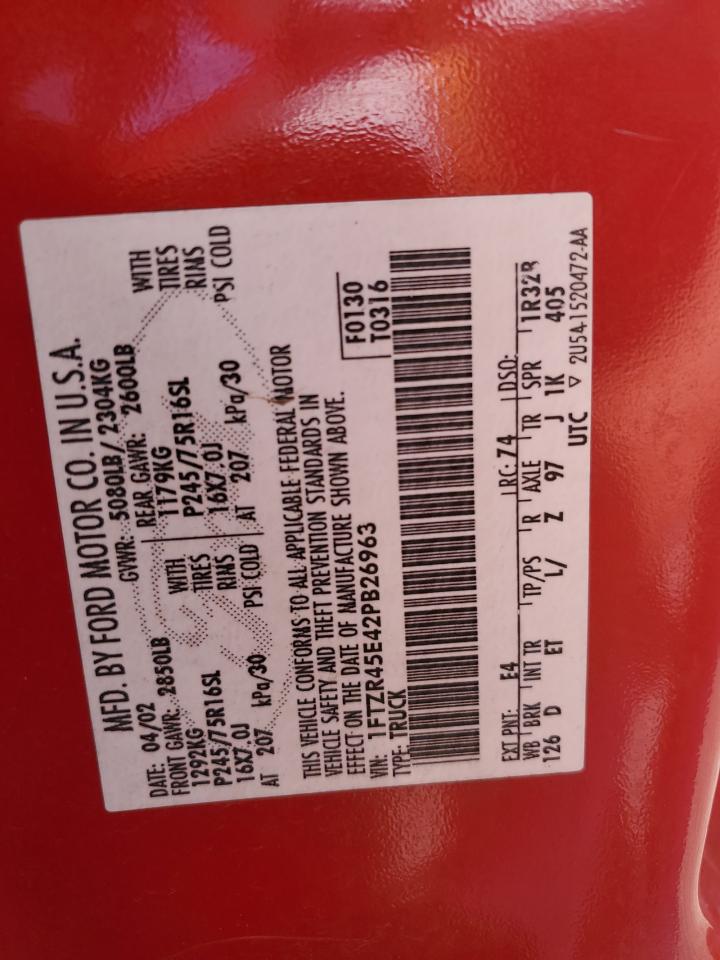 MFD. BY FORD MOTOR CO. IN U.S.A.
DATE: 04/02 GVWR: 5080LB/ 2304KG
FRONT GAWR: 2850LB REAR GAWR: 2600LB
1292KG WITH 1179KG WITH
P245/75R16SL TIRES P245/75R16SL TIRES
16X7.0J RIMS 16X7.0J RIMS
AT 207 kPa/30 PSI COLD AT 207 kPa/30 PSI COLD
THIS VEHICLE CONFORMS TO ALL APPLICABLE FEDERAL MOTOR
VEHICLE SAFETY AND THEFT PREVENTION STANDARDS IN
EFFECT ON THE DATE OF MANUFACTURE SHOWN ABOVE.
VIN: 1FTZR45E42PB26963 F0130
TYPE: TRUCK T0316
EXT PNT: E4 RC: 74 DSO:
WB BRK INT TR TP/PS R AXLE TR SPR 1R32R
126 D ET L/ Z 97 J 1K 405
UTC ▽ 2U54-1520472-AA